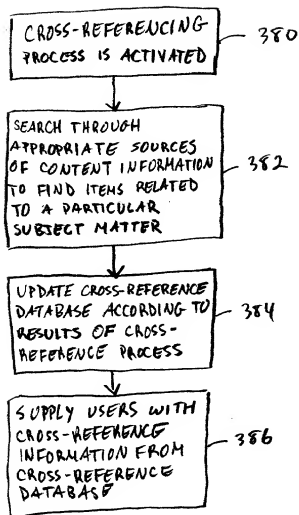 CROSS-REFERENCING
PROCESS IS ACTIVATED
380
SEARCH THROUGH
APPROPRIATE SOURCES
OF CONTENT INFORMATION
TO FIND ITEMS RELATED
TO A PARTICULAR
SUBJECT MATTER
382
UPDATE CROSS-REFERENCE
DATABASE ACCORDING TO
RESULTS OF CROSS-
REFERENCE PROCESS
384
SUPPLY USERS WITH
CROSS-REFERENCE
INFORMATION FROM
CROSS-REFERENCE
DATABASE
386